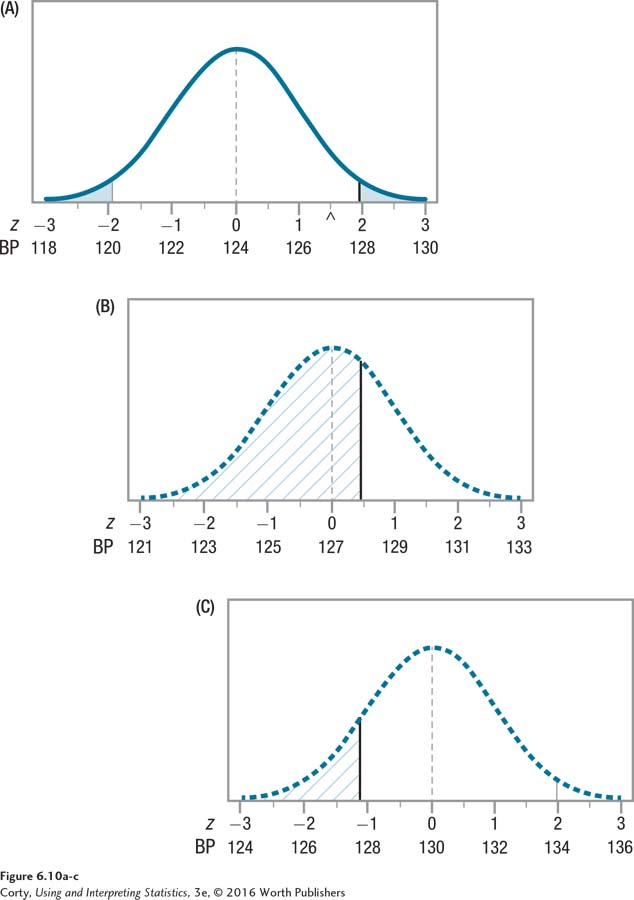 (A)
z −3 −2 −1 0 1 ^ 2 3
BP 118 120 122 124 126 128 130
(B)
z −3 −2 −1 0 1 2 3
BP 121 123 125 127 129 131 133
(C)
z −3 −2 −1 0 1 2 3
BP 124 126 128 130 132 134 136
Figure 6.10a-c
Corty, Using and Interpreting Statistics, 3e, © 2016 Worth Publishers